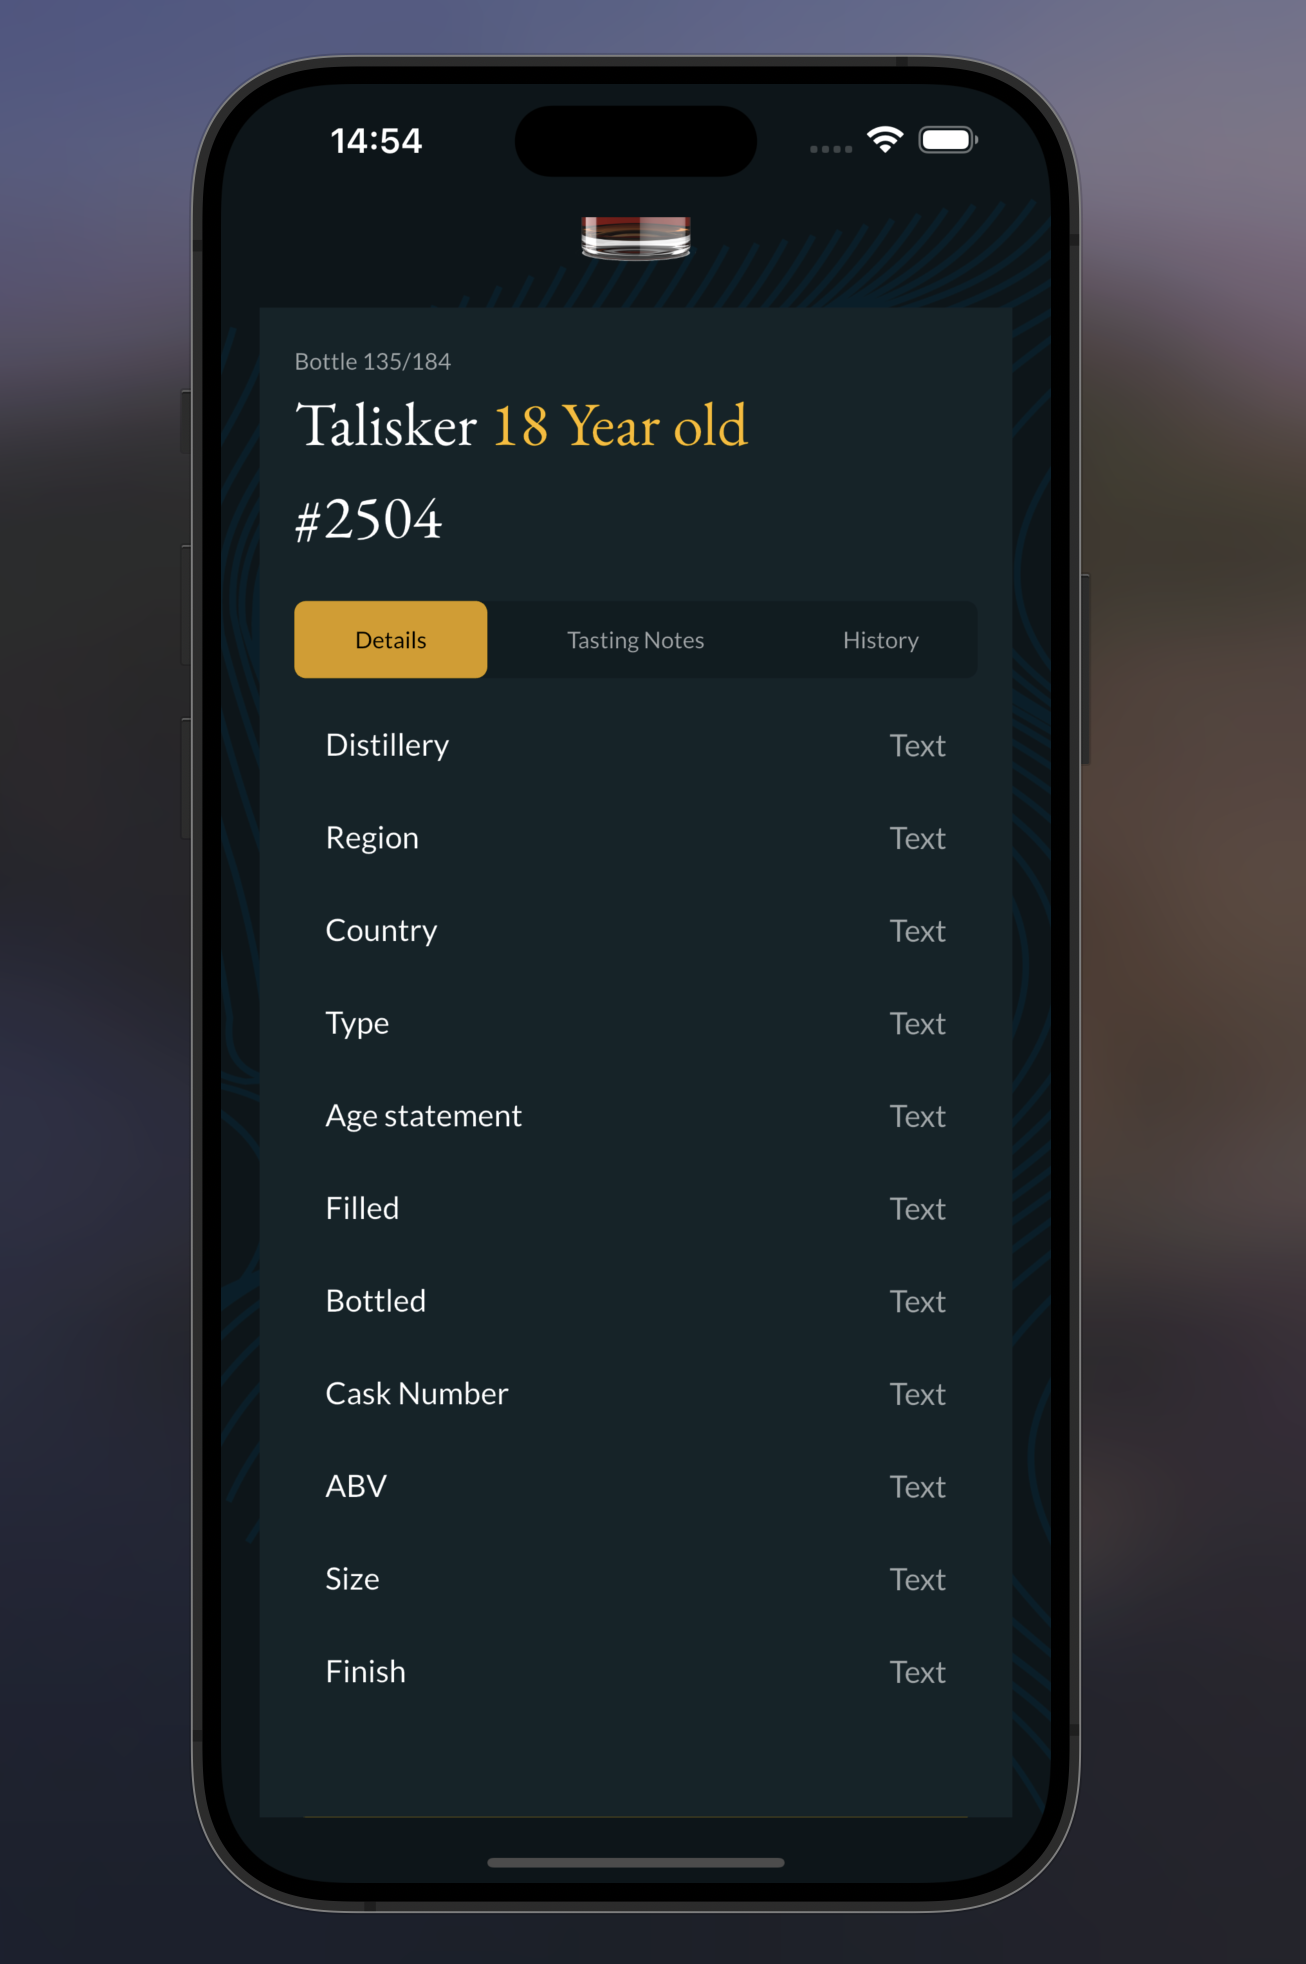 14:54
Bottle 135/184
Talisker 18 Year old
#2504
Details Tasting Notes History
Distillery Text
Region Text
Country Text
Type Text
Age statement Text
Filled Text
Bottled Text
Cask Number Text
ABV Text
Size Text
Finish Text